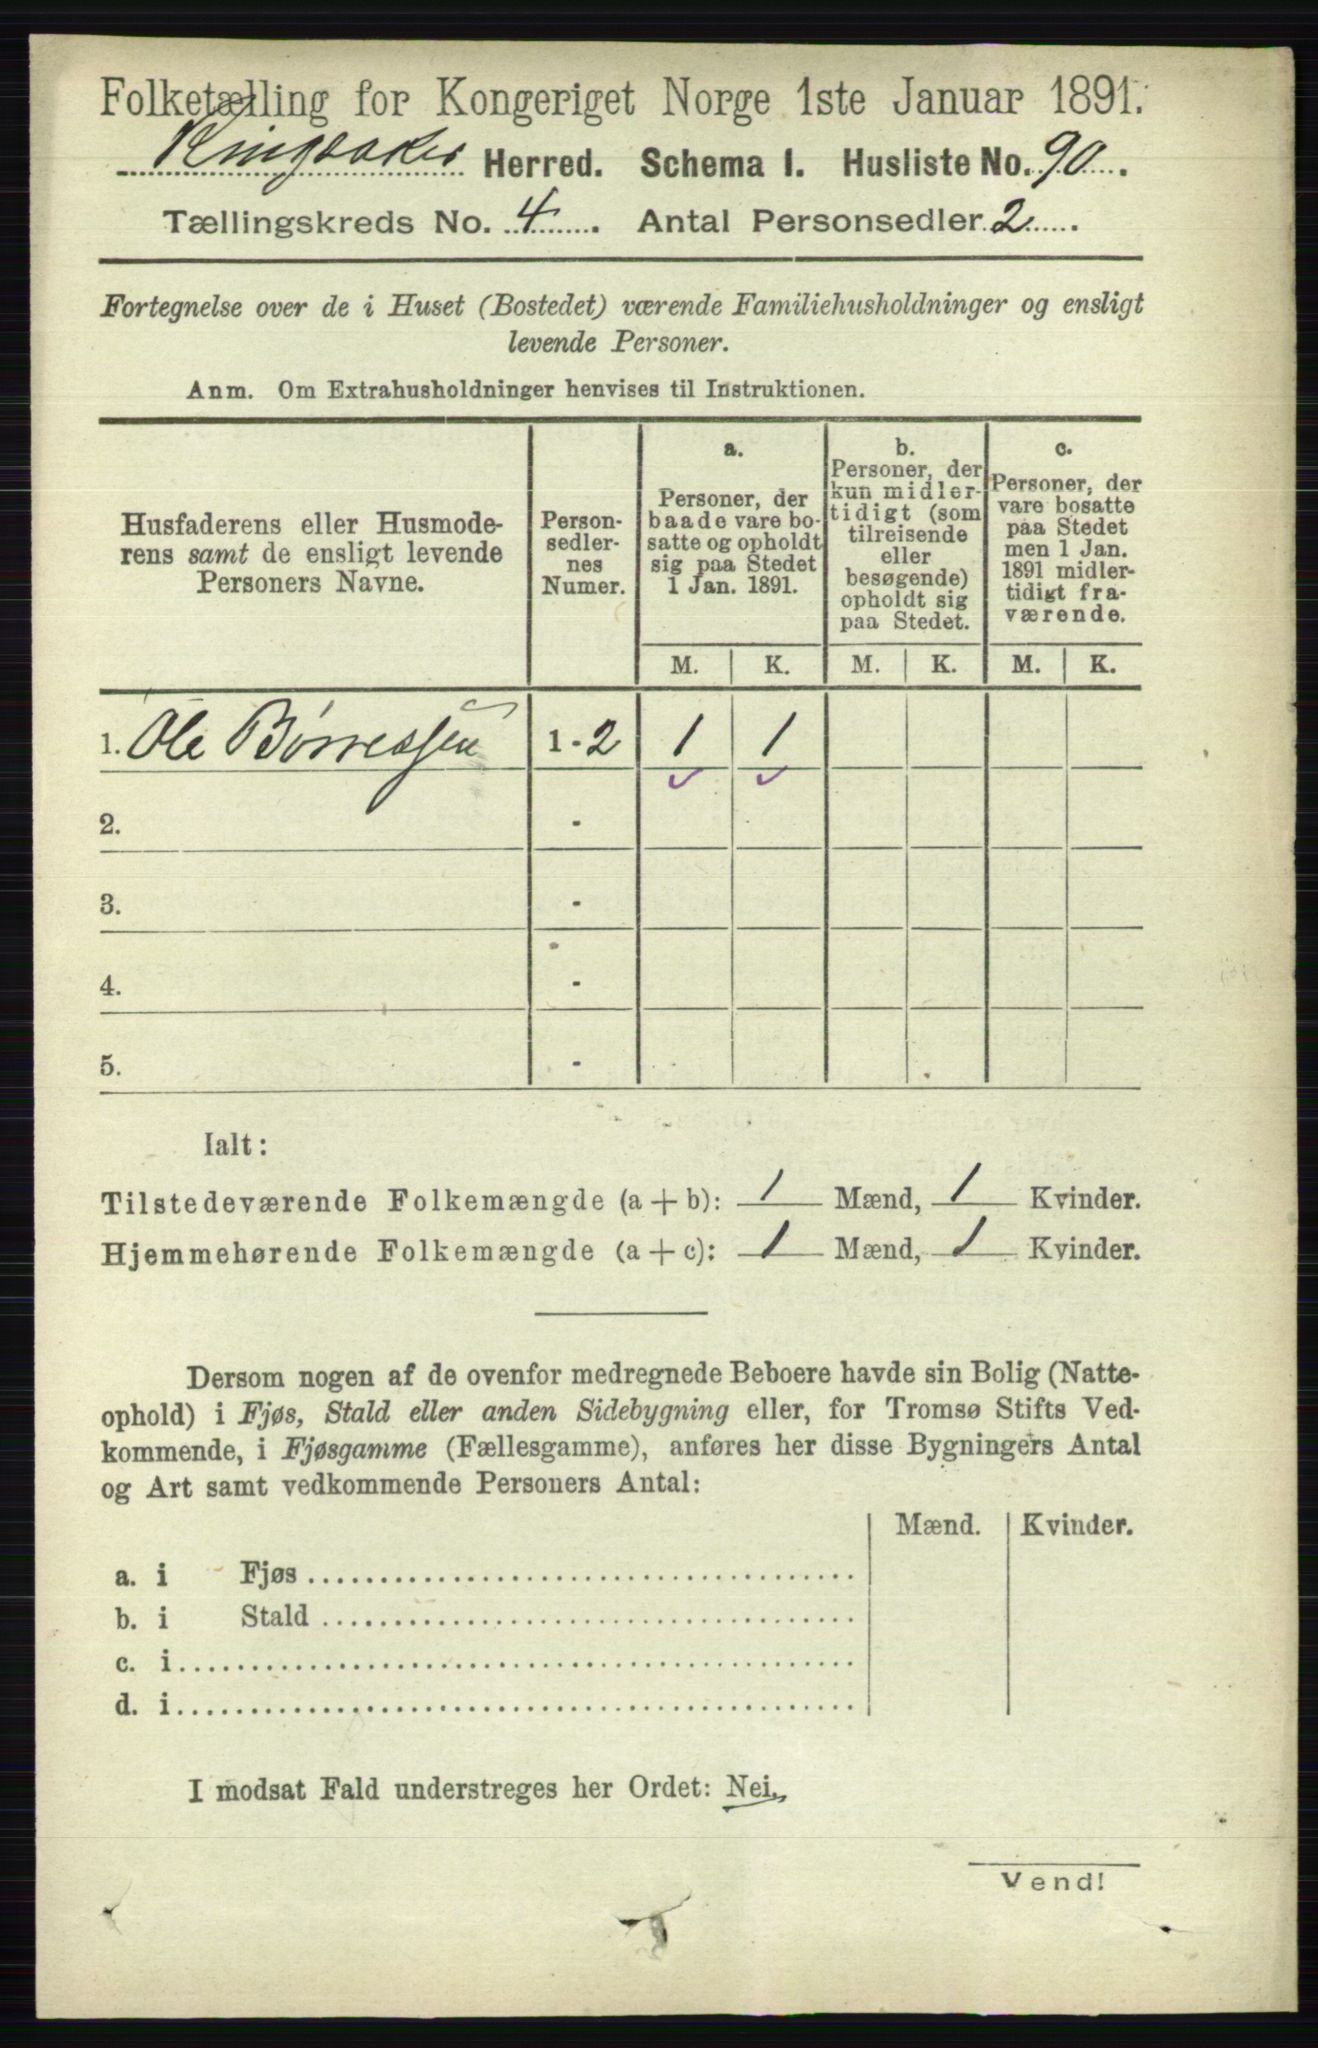 Folketælling for Kongeriget Norge 1ste Januar 1891.
Ringsaker Herred. Schema I. Husliste No. 90.
Tællingskreds No. 4. Antal Personsedler 2.
Fortegnelse over de i Huset (Bostedet) værende Familiehusholdninger og ensligt
levende Personer.
Anm. Om Extrahusholdninger henvises til Instruktionen.
Husfaderens eller Husmode-
rens samt de ensligt levende
Personers Navne.
Person-
sedler-
nes
Numer.
a.
Personer, der
baade vare bo-
satte og opholdt
sig paa Stedet
1 Jan. 1891.
b.
Personer, der
kun midler-
tidigt (som
tilreisende
eller
besøgende)
opholdt sig
paa Stedet.
c.
Personer, der
vare bosatte
paa Stedet
men 1 Jan.
1891 midler-
tidigt fra-
værende.
M. K. M. K. M. K.
1. Ole Børressen 1 - 2 1 1
2. -
3. -
4. -
5. -
Ialt:
Tilstedeværende Folkemængde (a + b): 1 Mænd, 1 Kvinder.
Hjemmehørende Folkemængde (a + c): 1 Mænd, 1 Kvinder.
Dersom nogen af de ovenfor medregnede Beboere havde sin Bolig (Natte-
ophold) i Fjøs, Stald eller anden Sidebygning eller, for Tromsø Stifts Ved-
kommende, i Fjøsgamme (Fællesgamme), anføres her disse Bygningers Antal
og Art samt vedkommende Personers Antal:
Mænd. Kvinder.
a. i Fjøs
b. i Stald
c. i
d. i
I modsat Fald understreges her Ordet: Nei.
Vend!